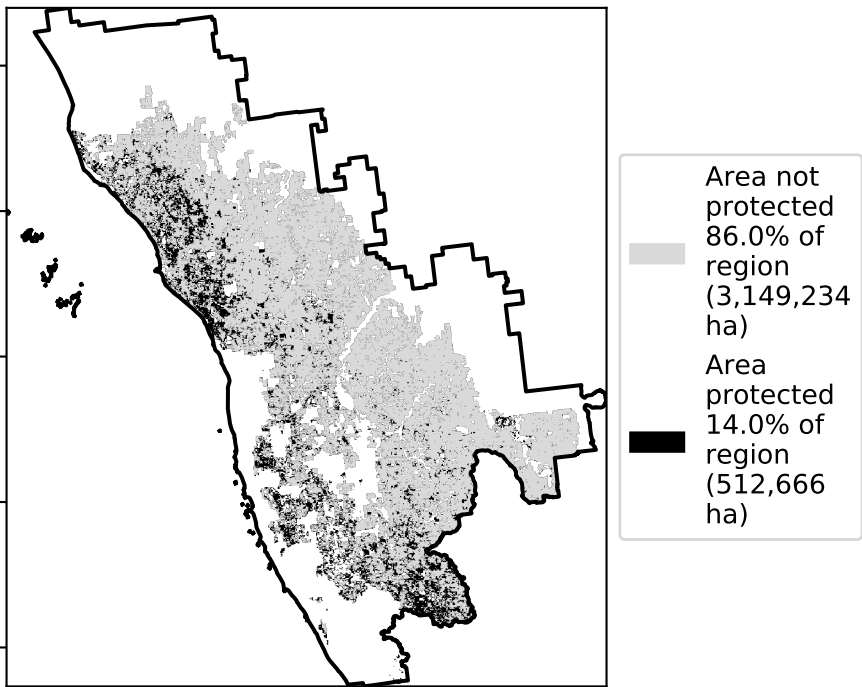 Area not
protected
86.0% of
region
(3,149,234
ha)
Area
protected
14.0% of
region
(512,666
ha)